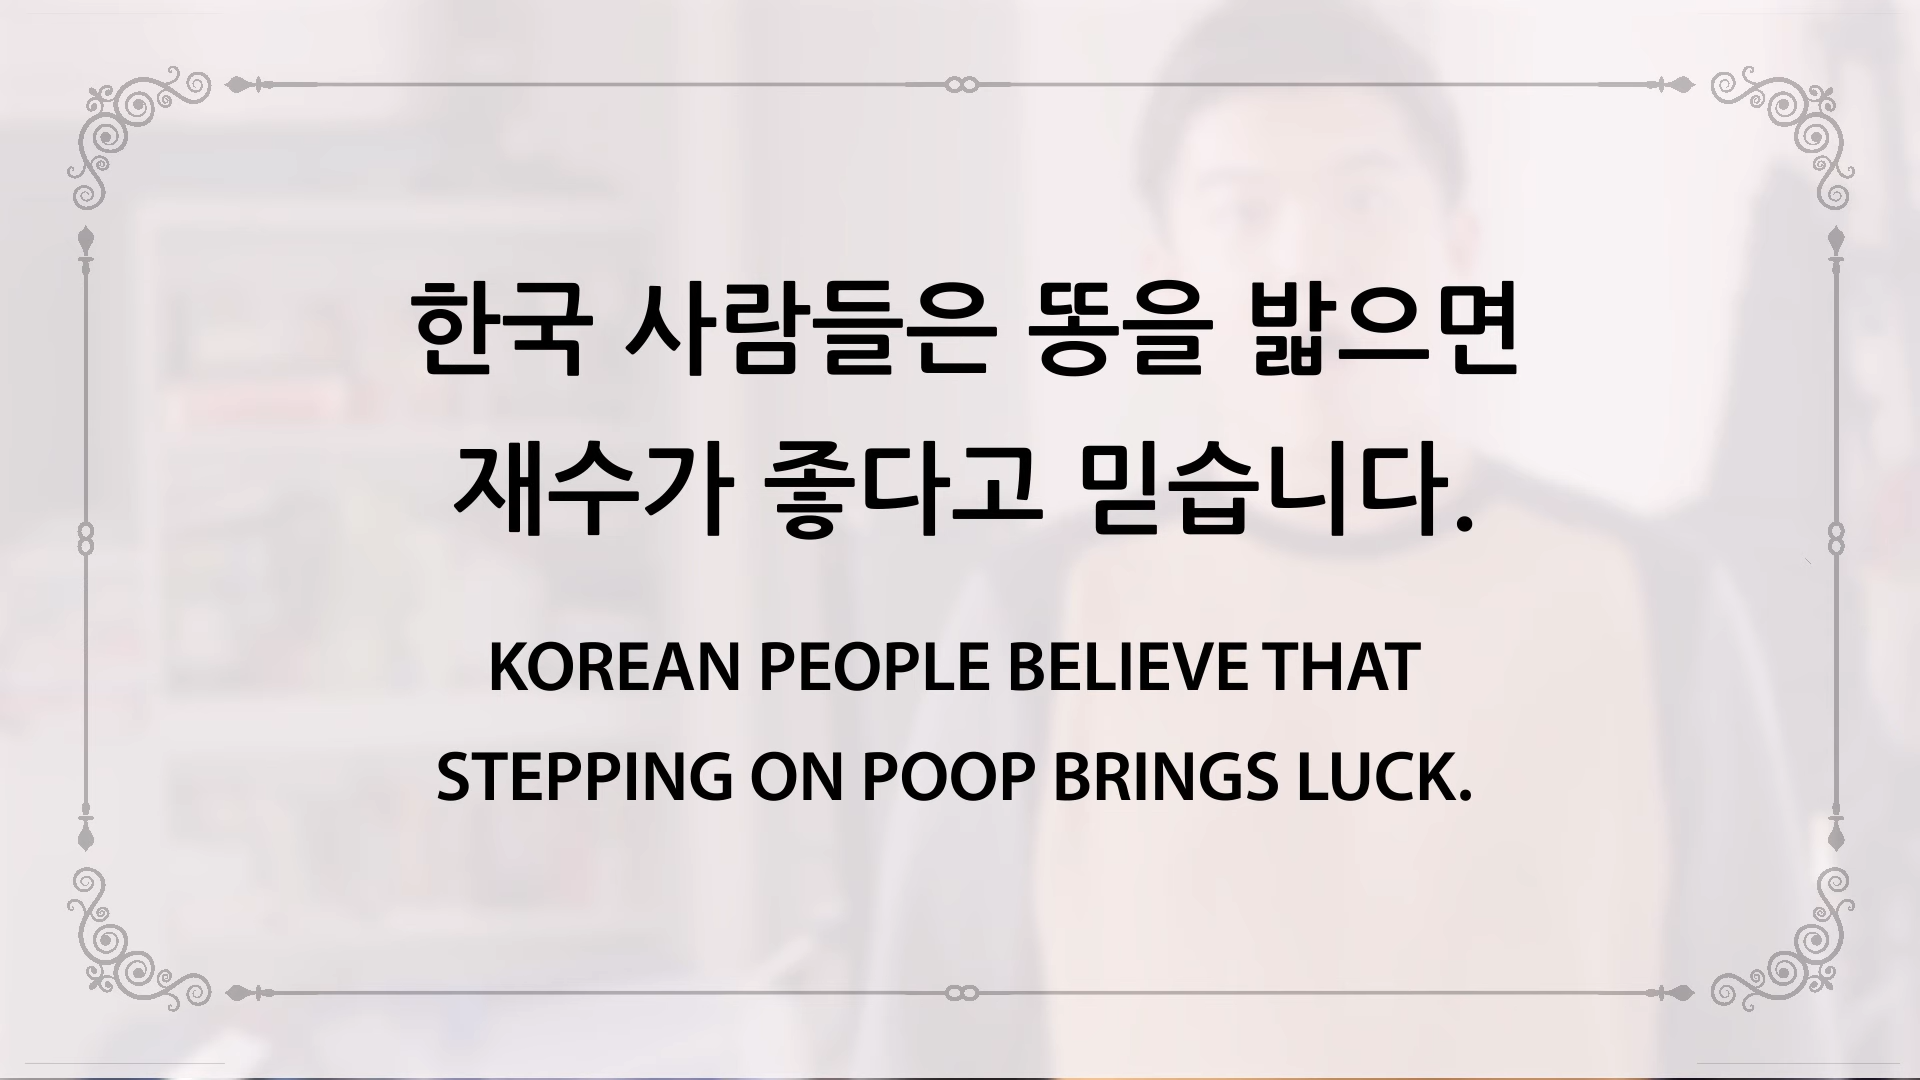 한국 사람들은 똥을 밟으면
재수가 좋다고 믿습니다.
KOREAN PEOPLE BELIEVE THAT
STEPPING ON POOP BRINGS LUCK.